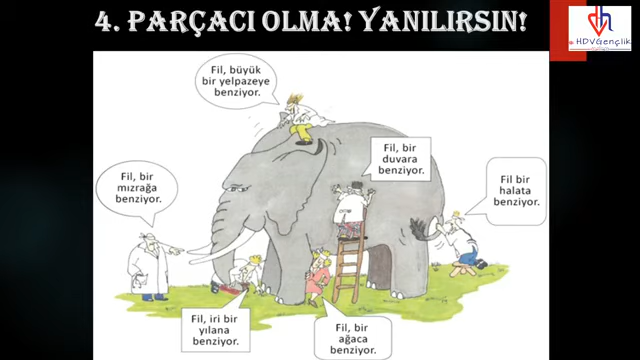 4. PARÇACI OLMA! YANILIRSIN!
HDVGençlik
Fil, büyük
bir yelpazeye
benziyor.
Fil, bir
duvara
benziyor.
Fil, bir
mızrağa
benziyor.
Fil bir
halata
benziyor.
Fil, iri bir
yılana
benziyor.
Fil, bir
ağaca
benziyor.